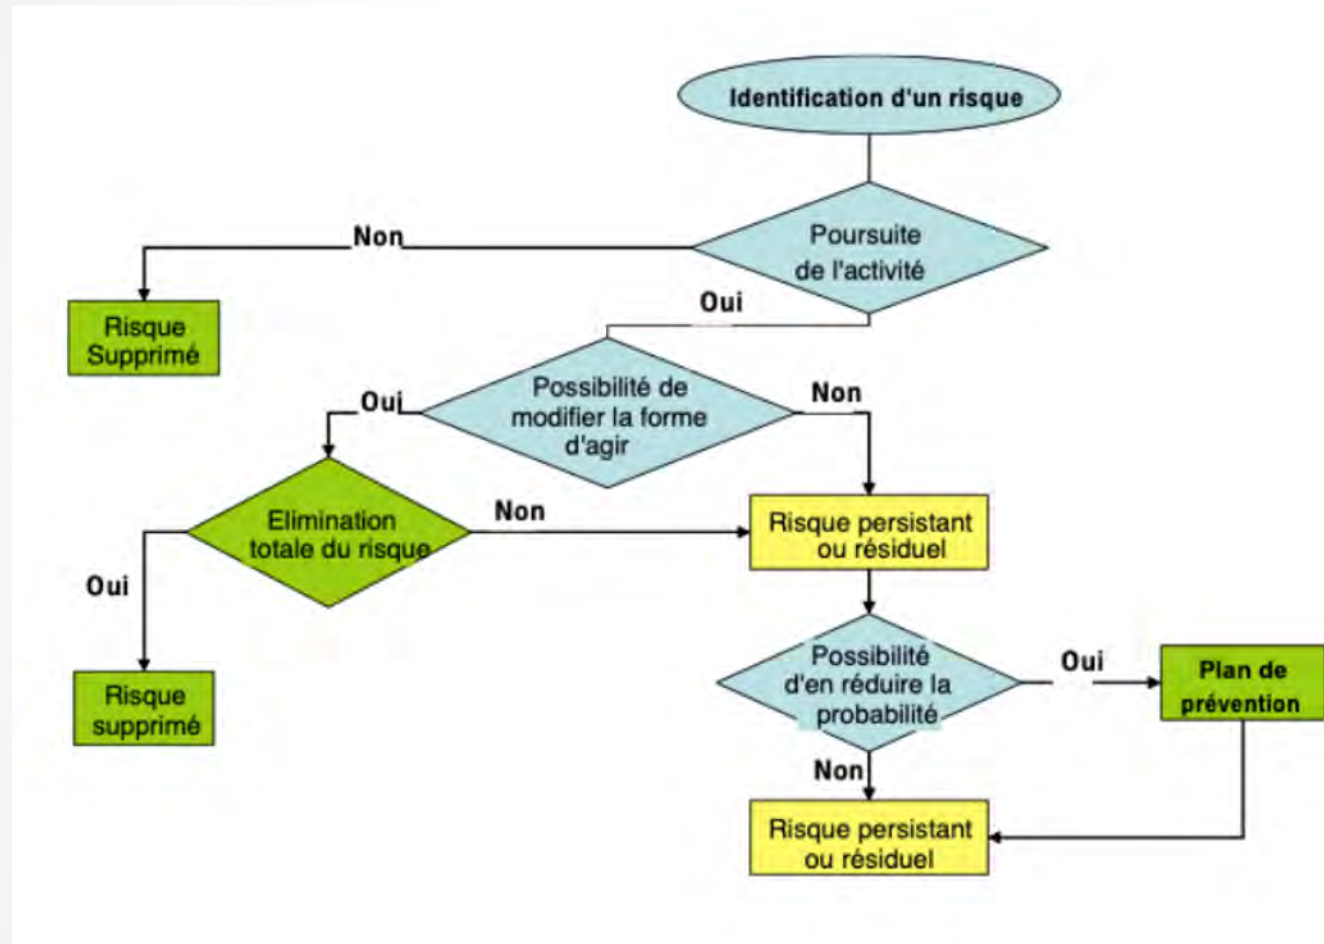 Identification d'un risque
Poursuite
de l'activité
Non
Oui
Risque
Supprimé
Possibilité de
modifier la forme
d'agir
Oui
Non
Elimination
totale du risque
Non
Risque persistant
ou résiduel
Oui
Risque
supprimé
Possibilité
d'en réduire la
probabilité
Oui
Plan de
prévention
Non
Risque persistant
ou résiduel